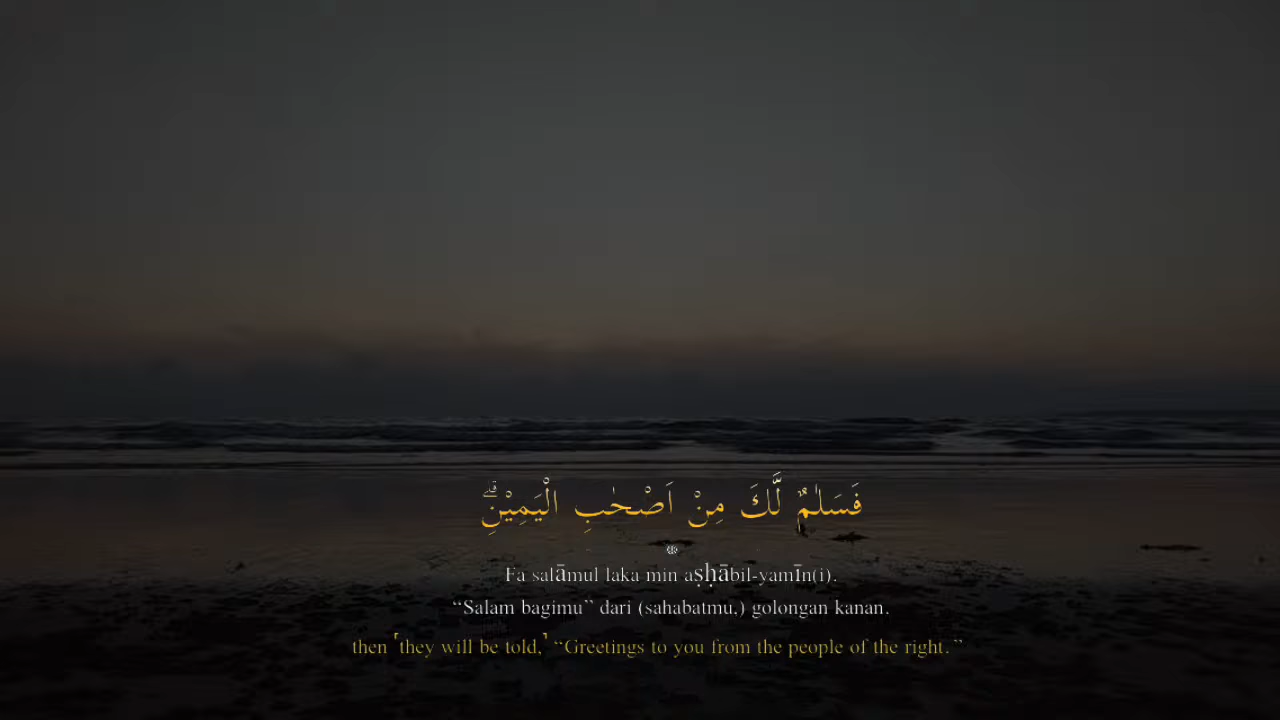 فَسَلٰمٌ لَّكَ مِنْ اَصْحٰبِ الْيَمِيْنِۗ
Fa salāmul laka min aṣḥābil-yamīn(i).
“Salam bagimu” dari (sahabatmu,) golongan kanan.
then ˹they will be told,˺ “Greetings to you from the people of the right.”